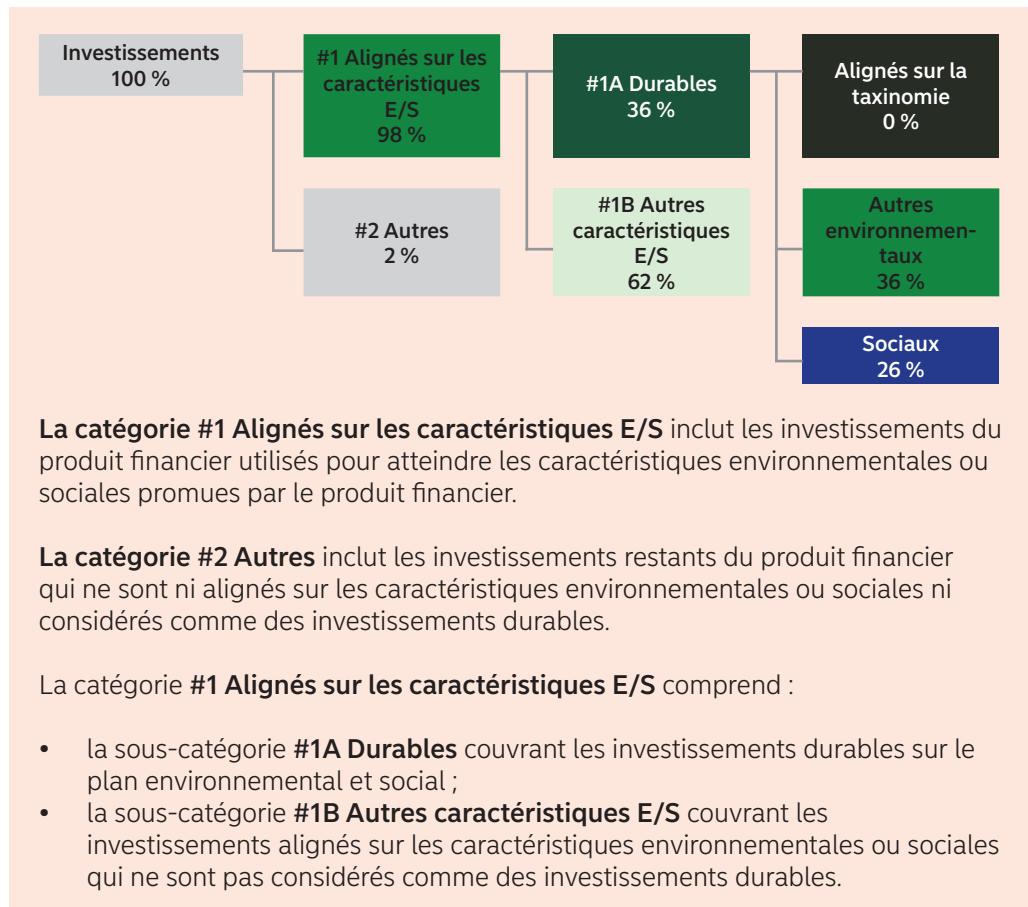 Investissements
100 %
#1 Alignés sur les
caractéristiques
E/S
98 %
#1A Durables
36 %
Alignés sur la
taxinomie
0 %
#2 Autres
2 %
#1B Autres
caractéristiques
E/S
62 %
Autres
environnemen-
taux
36 %
Sociaux
26 %
La catégorie #1 Alignés sur les caractéristiques E/S inclut les investissements du
produit financier utilisés pour atteindre les caractéristiques environnementales ou
sociales promues par le produit financier.
La catégorie #2 Autres inclut les investissements restants du produit financier
qui ne sont ni alignés sur les caractéristiques environnementales ou sociales ni
considérés comme des investissements durables.
La catégorie #1 Alignés sur les caractéristiques E/S comprend :
• la sous-catégorie #1A Durables couvrant les investissements durables sur le
plan environnemental et social ;
• la sous-catégorie #1B Autres caractéristiques E/S couvrant les
investissements alignés sur les caractéristiques environnementales ou sociales
qui ne sont pas considérés comme des investissements durables.